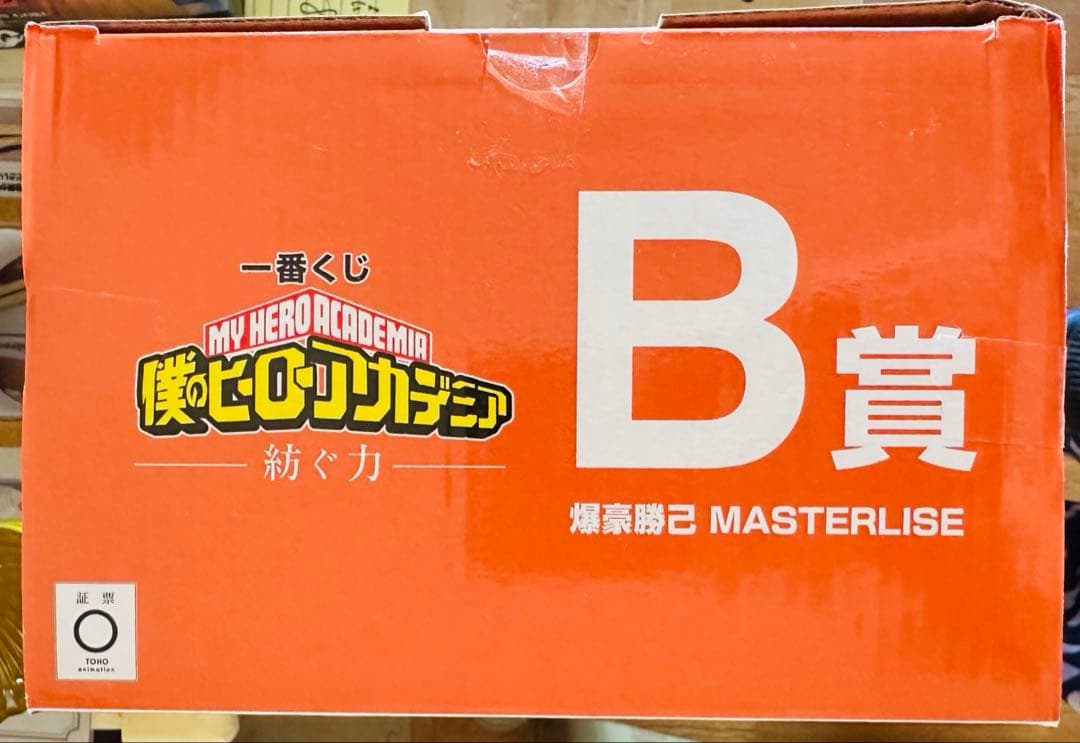 一番くじ
MY HERO ACADEMIA
僕のヒーローアカデミア
紡ぐ力
B賞
爆豪勝己 MASTERLISE
証票
TOHO
animation